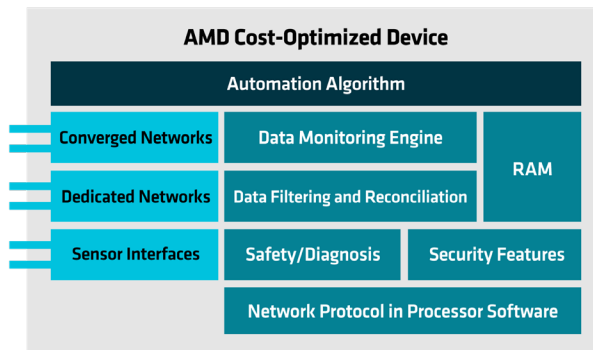 AMD Cost-Optimized Device
Automation Algorithm
Converged Networks
Data Monitoring Engine
RAM
Dedicated Networks
Data Filtering and Reconciliation
Sensor Interfaces
Safety/Diagnosis
Security Features
Network Protocol in Processor Software